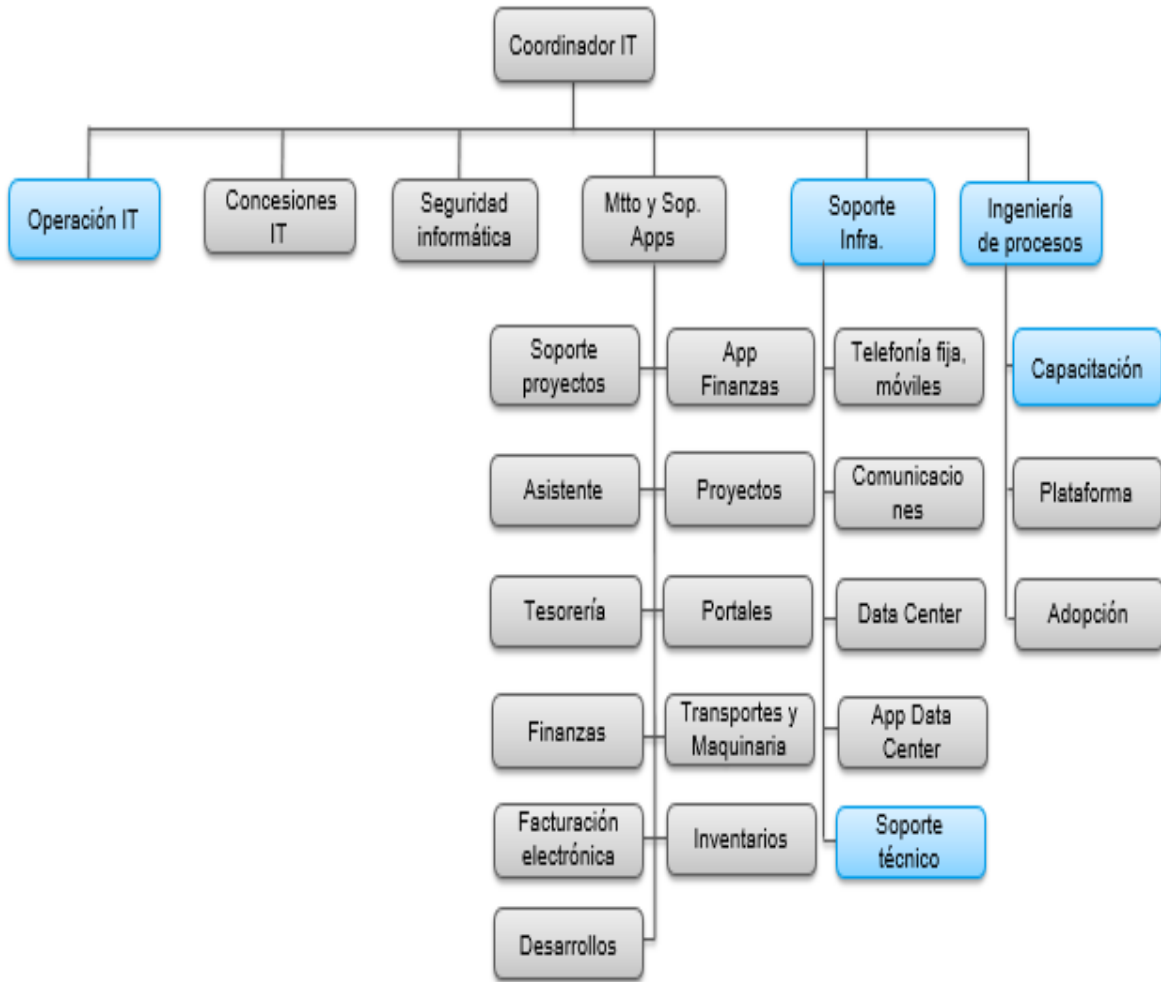 Coordinador IT
Operación IT
Concesiones
IT
Seguridad
informática
Mtto y Sop.
Apps
Soporte
Infra.
Ingeniería
de procesos
Soporte
proyectos
App
Finanzas
Telefonía fija,
móviles
Capacitación
Asistente
Proyectos
Comunicacio
nes
Plataforma
Tesorería
Portales
Data Center
Adopción
Finanzas
Transportes y
Maquinaria
App Data
Center
Facturación
electrónica
Inventarios
Soporte
técnico
Desarrollos